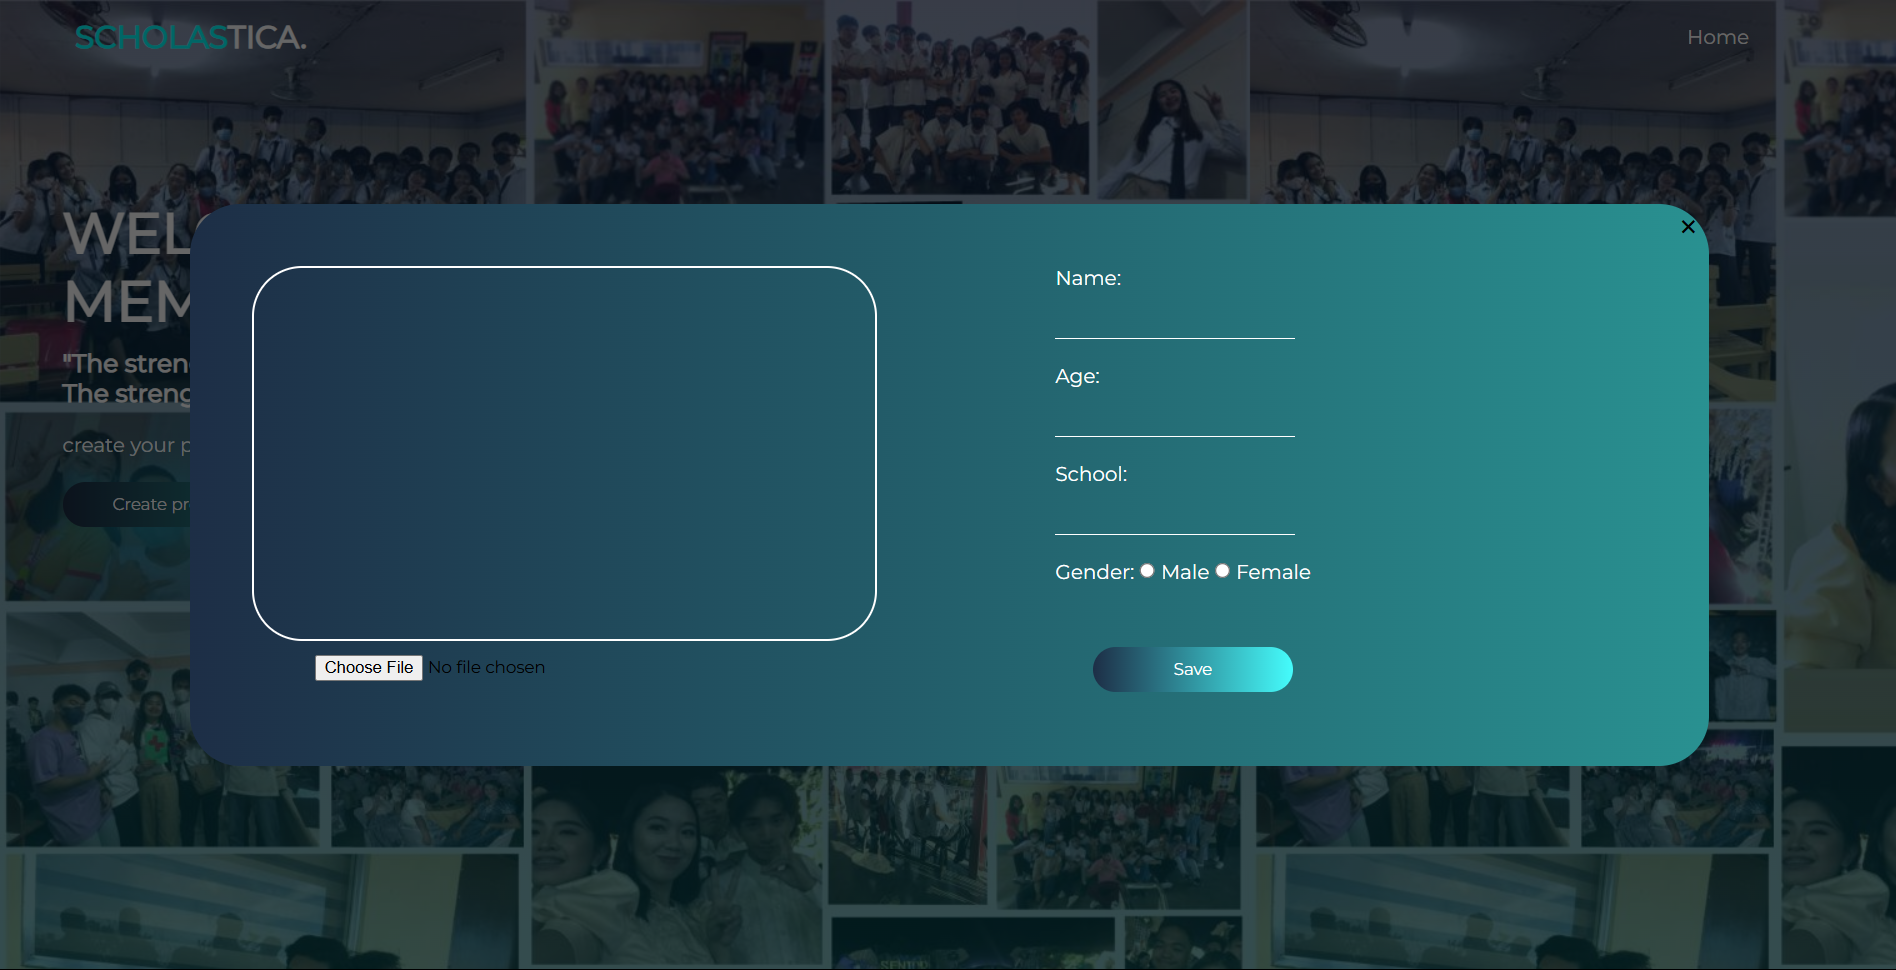 SCHOLASTICA.
Home
WEL
MEM
"The stren
The streng
create your p
Create pr
×
Name:
Age:
School:
Gender: Male Female
Choose File No file chosen
Save
SENIOR